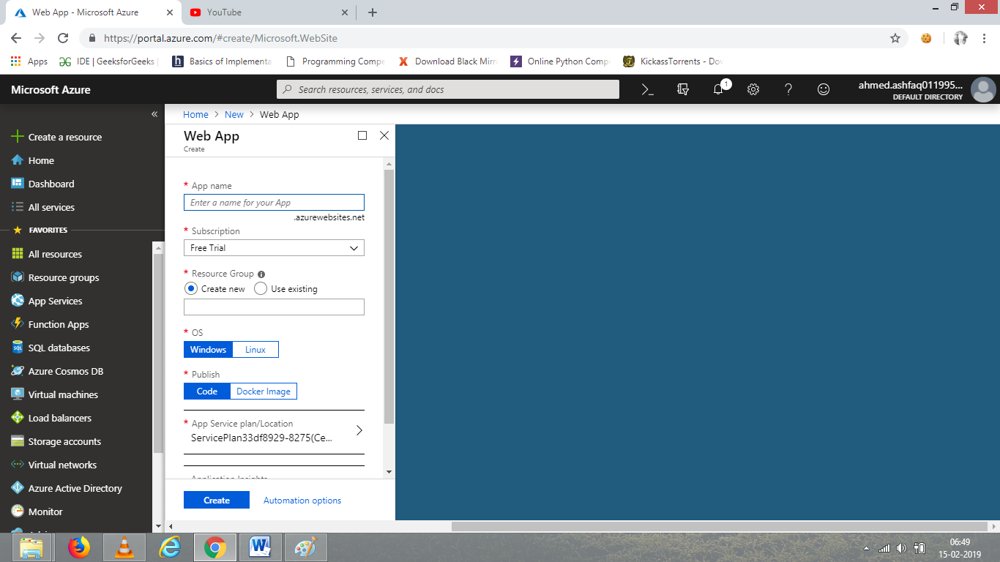 Web App - Microsoft Azure
YouTube
https://portal.azure.com/#create/Microsoft.WebSite
Apps
IDE | GeeksforGeeks
Basics of Implementa
Programming Compe
Download Black Mirr
Online Python Comp
KickassTorrents - Dow
Microsoft Azure
Search resources, services, and docs
1
ahmed.ashfaq011995...
DEFAULT DIRECTORY
Home > New > Web App
Create a resource
Home
Dashboard
All services
FAVORITES
All resources
Resource groups
App Services
Function Apps
SQL databases
Azure Cosmos DB
Virtual machines
Load balancers
Storage accounts
Virtual networks
Azure Active Directory
Monitor
Web App
Create
* App name
Enter a name for your App
.azurewebsites.net
* Subscription
Free Trial
* Resource Group
Create new Use existing
* OS
Windows Linux
* Publish
Code Docker Image
* App Service plan/Location
ServicePlan33df8929-8275(Ce...
Application Insights
Create Automation options
06:49
15-02-2019